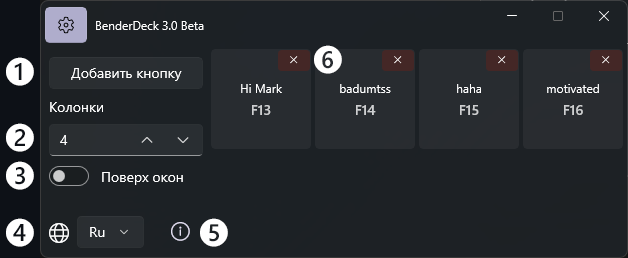 BenderDeck 3.0 Beta
1 Добавить кнопку
Колонки
2 4
3 Поверх окон
4 Ru 5
6
Hi Mark
F13
badumtss
F14
haha
F15
motivated
F16